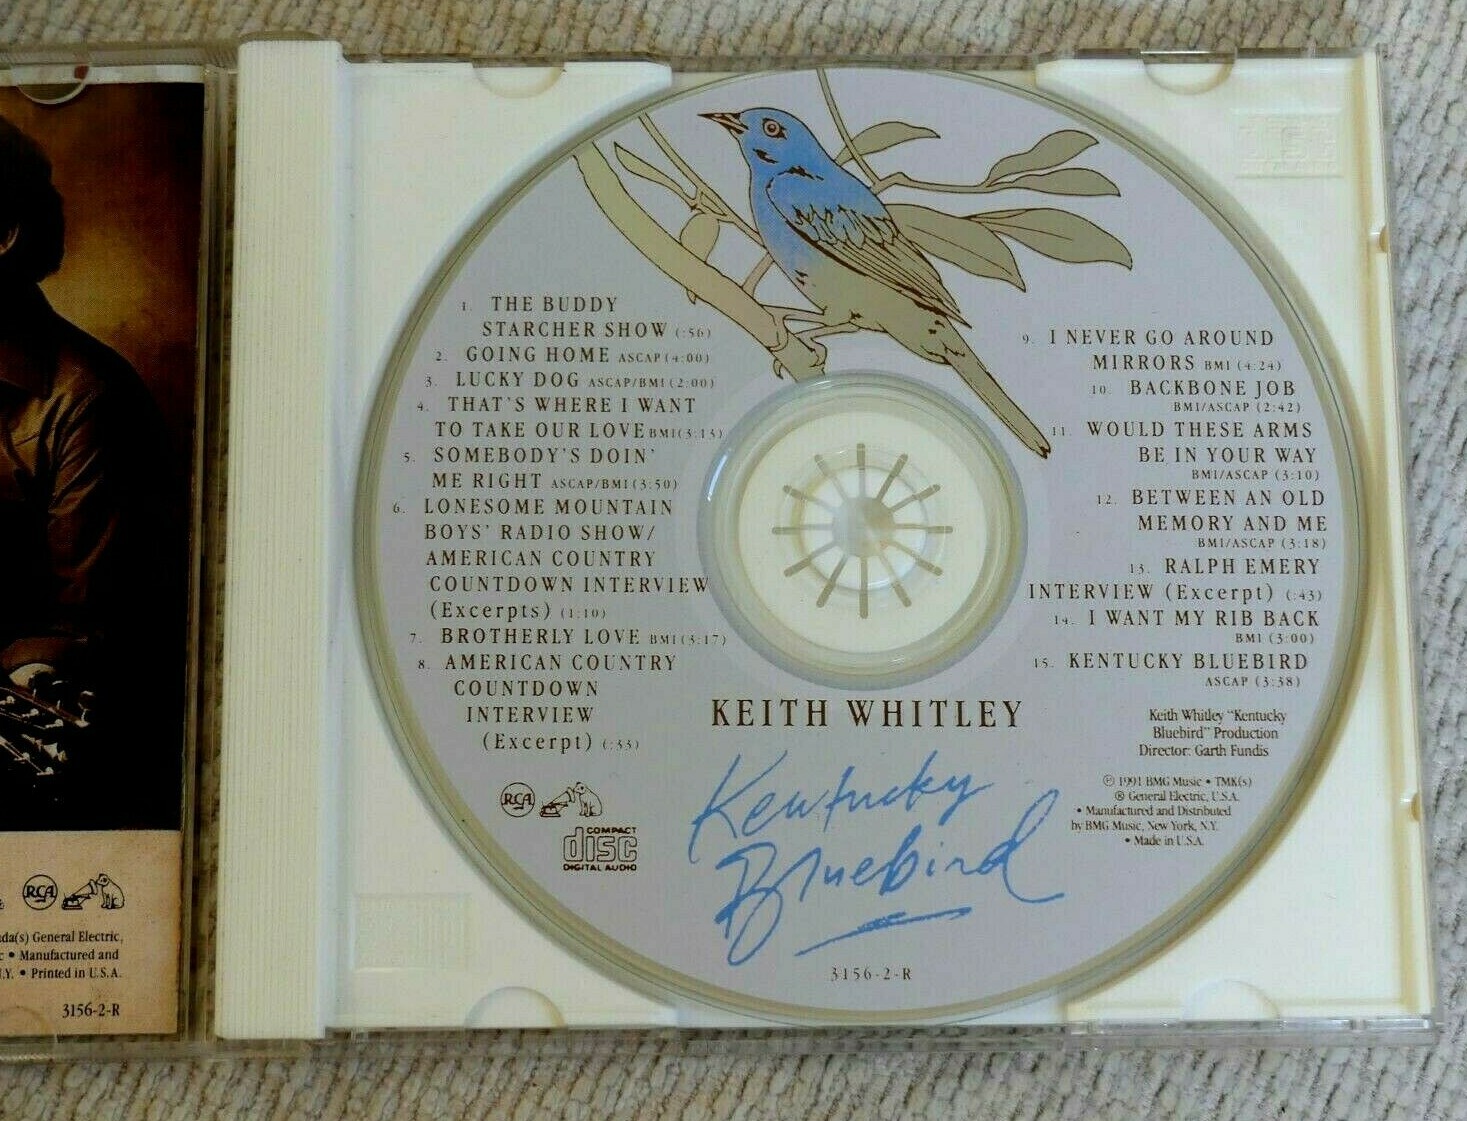 1. THE BUDDY
STARCHER SHOW (:56)
2. GOING HOME ASCAP (4:00)
3. LUCKY DOG ASCAP/BMI (2:00)
4. THAT'S WHERE I WANT
TO TAKE OUR LOVE BMI (3:13)
5. SOMEBODY'S DOIN'
ME RIGHT ASCAP/BMI (3:50)
6. LONESOME MOUNTAIN
BOYS' RADIO SHOW/
AMERICAN COUNTRY
COUNTDOWN INTERVIEW
(Excerpts) (1:10)
7. BROTHERLY LOVE BMI (3:17)
8. AMERICAN COUNTRY
COUNTDOWN
INTERVIEW
(Excerpt) (:33)
9. I NEVER GO AROUND
MIRRORS BMI (4:24)
10. BACKBONE JOB
BMI/ASCAP (2:42)
11. WOULD THESE ARMS
BE IN YOUR WAY
BMI/ASCAP (3:10)
12. BETWEEN AN OLD
MEMORY AND ME
BMI/ASCAP (3:18)
13. RALPH EMERY
INTERVIEW (Excerpt) (:43)
14. I WANT MY RIB BACK
BMI (3:00)
15. KENTUCKY BLUEBIRD
ASCAP (3:38)
KEITH WHITLEY
Kentucky
Bluebird
3156-2-R
Keith Whitley "Kentucky
Bluebird" Production
Director: Garth Fundis
℗ 1991 BMG Music • TMK(s)
® General Electric, U.S.A.
• Manufactured and Distributed
by BMG Music, New York, N.Y.
• Made in U.S.A.
RCA
COMPACT
disc
DIGITAL AUDIO
RCA
General Electric,
• Manufactured and
• Printed in U.S.A.
3156-2-R